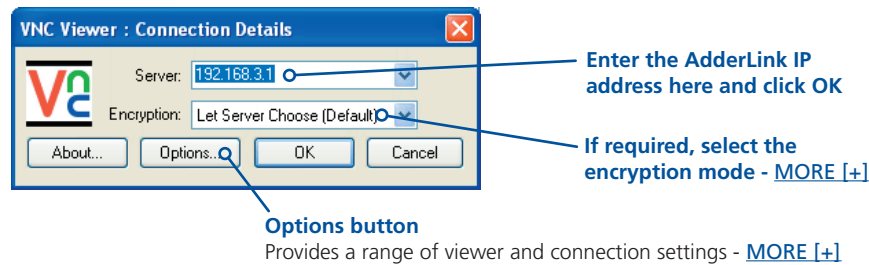 VNC Viewer : Connection Details
Server: 192.168.3.1
Enter the AdderLink IP
address here and click OK
VNC
Encryption: Let Server Choose (Default)
If required, select the
encryption mode - MORE [+]
About... Options... OK Cancel
Options button
Provides a range of viewer and connection settings - MORE [+]